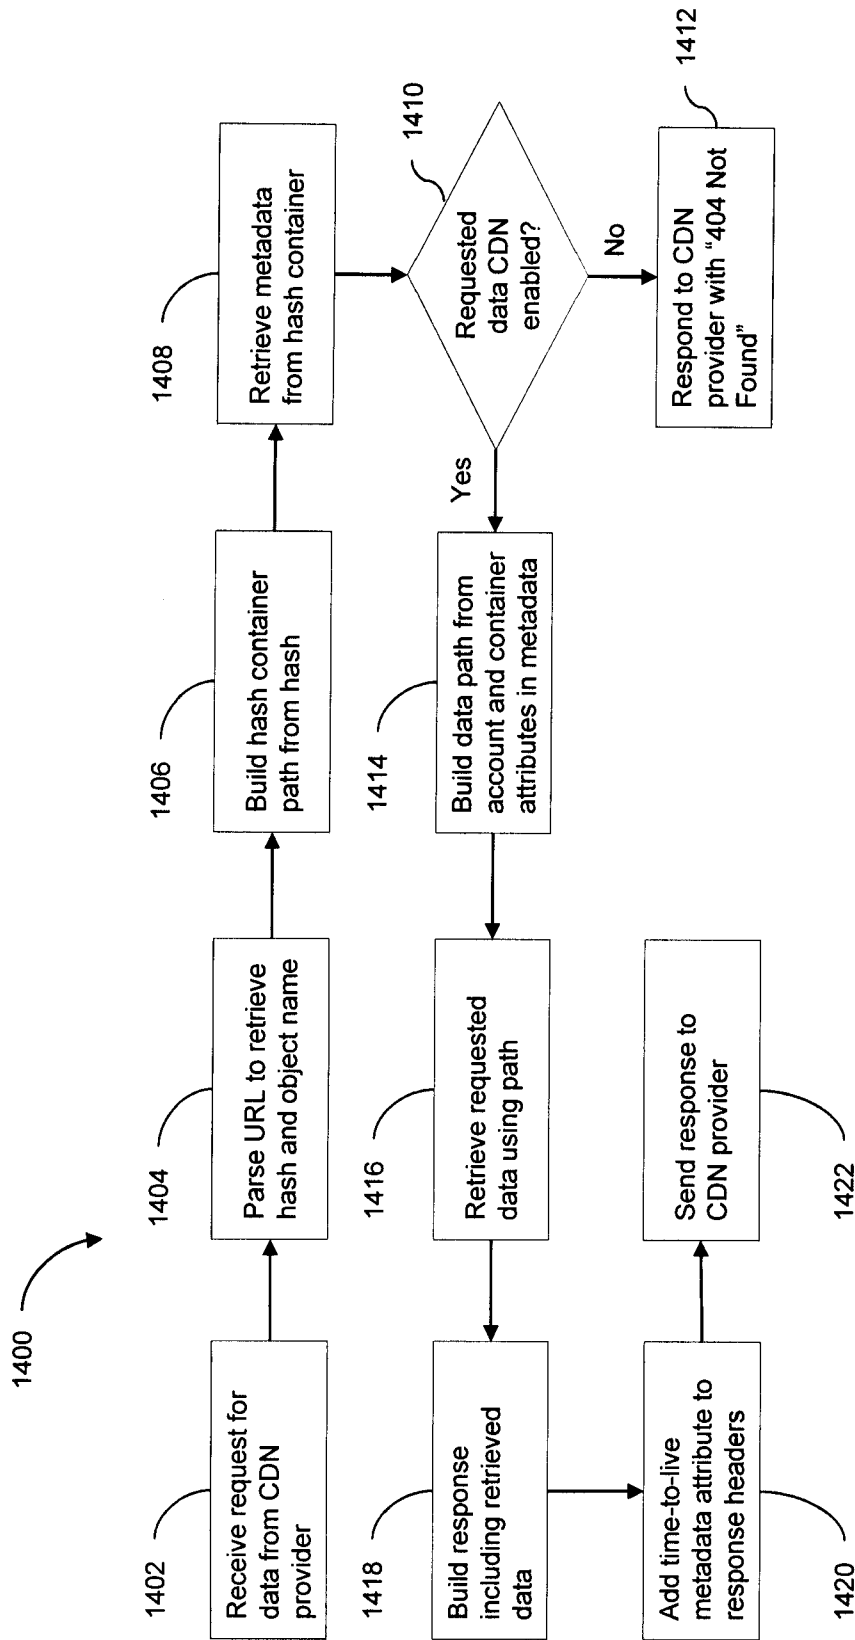 1400
1402
Receive request for
data from CDN
provider
1404
Parse URL to retrieve
hash and object name
1406
Build hash container
path from hash
1408
Retrieve metadata
from hash container
1410
Requested
data CDN
enabled?
No
1412
Respond to CDN
provider with “404 Not
Found”
Yes
1414
Build data path from
account and container
attributes in metadata
1416
Retrieve requested
data using path
1418
Build response
including retrieved
data
1420
Add time-to-live
metadata attribute to
response headers
1422
Send response to
CDN provider